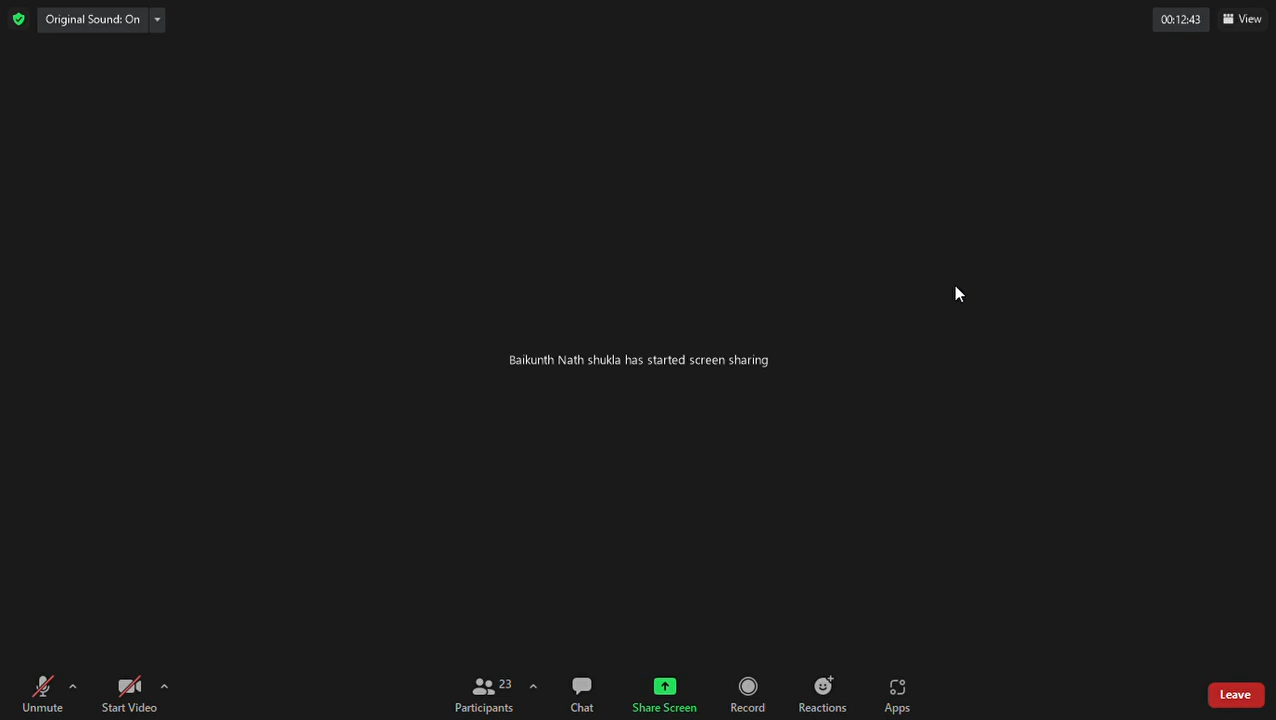 Original Sound: On
00:12:43
View
Baikunth Nath shukla has started screen sharing
Unmute
Start Video
23
Participants
Chat
Share Screen
Record
Reactions
Apps
Leave